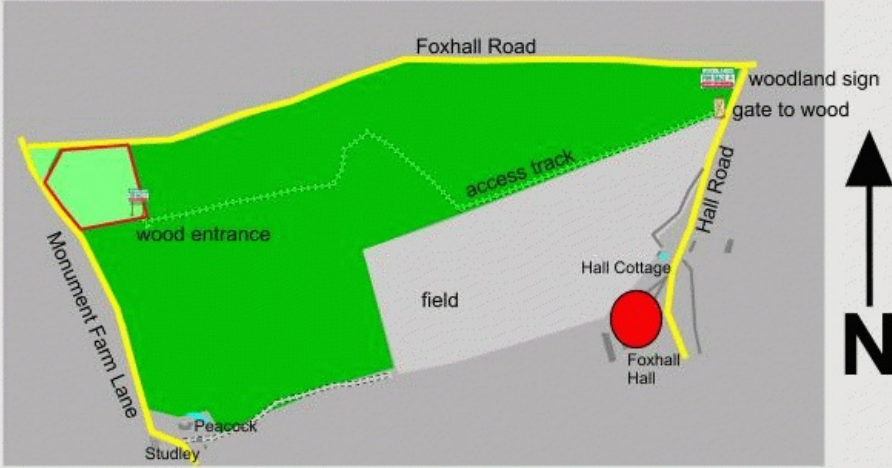 Foxhall Road
woodland sign
gate to wood
access track
Hall Road
wood entrance
Monument Farm Lane
Hall Cottage
field
Foxhall
Hall
Peacock
Studley
N